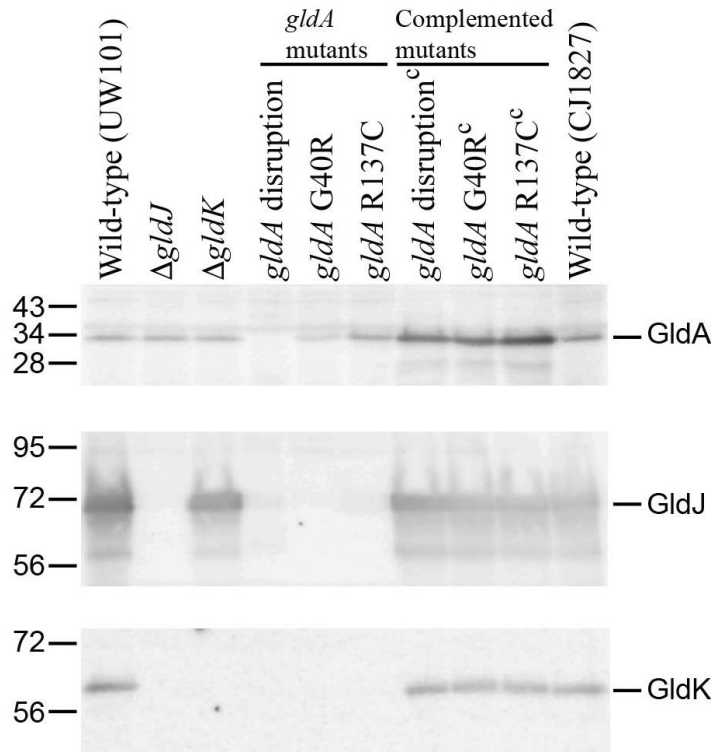 gldA
mutants
Complemented
mutants
Wild-type (UW101)
ΔgldJ
ΔgldK
gldA disruption
gldA G40R
gldA R137C
gldA disruptionᶜ
gldA G40Rᶜ
gldA R137Cᶜ
Wild-type (CJ1827)
43
34
28
GldA
95
72
56
GldJ
72
56
GldK